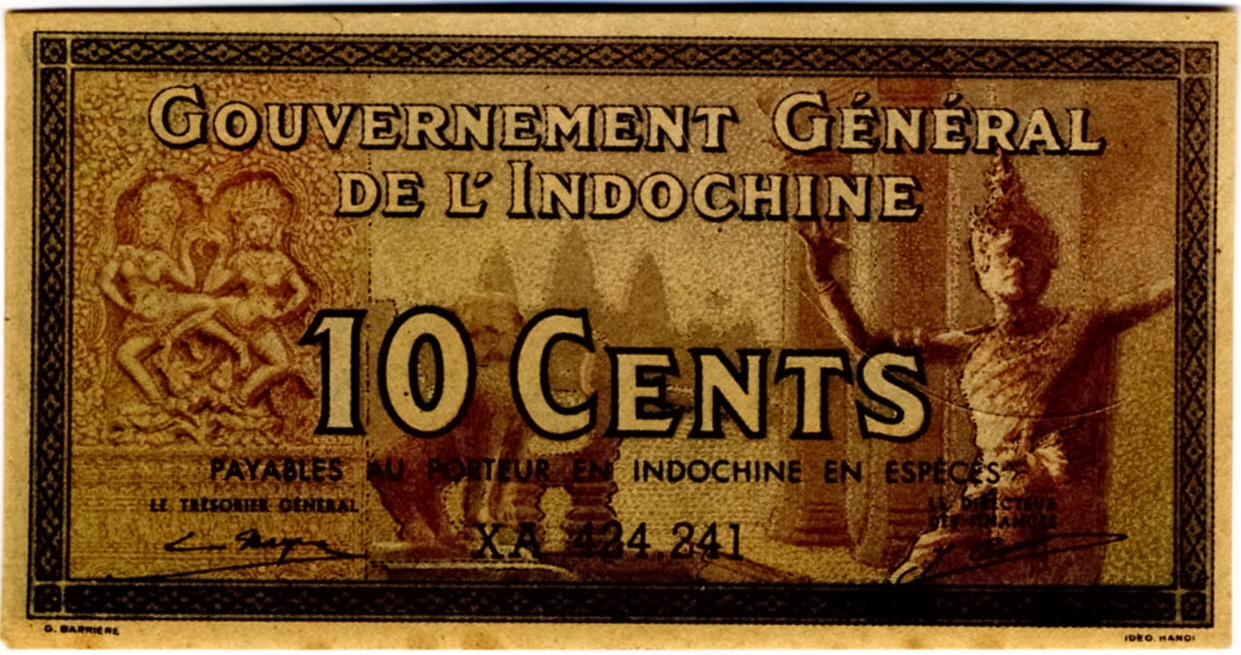 GOUVERNEMENT GÉNÉRAL
DE L'INDOCHINE
10 CENTS
PAYABLES AU PORTEUR EN INDOCHINE EN ESPÈCES
LE TRÉSORIER GÉNÉRAL
LE DIRECTEUR
DES FINANCES
XA 424 241
G. BARRIÈRE
IDEO. HANOI